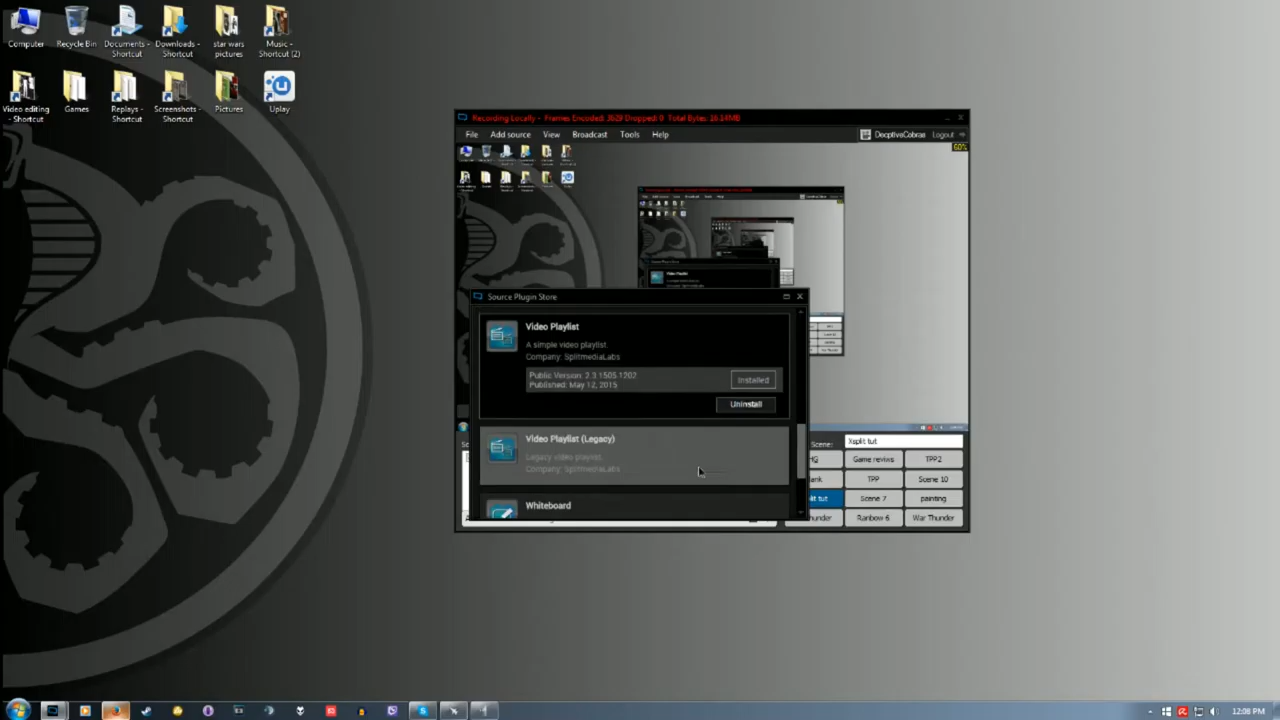 Computer
Recycle Bin
Documents - Shortcut
Downloads - Shortcut
star wars pictures
Music - Shortcut (2)
Video editing - Shortcut
Games
Replays - Shortcut
Screenshots - Shortcut
Pictures
Uplay
Recording Locally - Frames Encoded: 3629 Dropped: 0 Total Bytes: 16.14MB
File
Add source
View
Broadcast
Tools
Help
DeoptiveCobras
Logout
60%
Source Plugin Store
Video Playlist
A simple video playlist.
Company: SplitmediaLabs
Public Version: 2.3.1505.1202
Published: May 12, 2015
Installed
Uninstall
Video Playlist (Legacy)
Legacy video playlist.
Company: SplitmediaLabs
Whiteboard
Scene:
Xsplit tut
Game reviws
TPP2
TPP
Scene 10
Scene 7
painting
Ranbow 6
War Thunder
12:08 PM